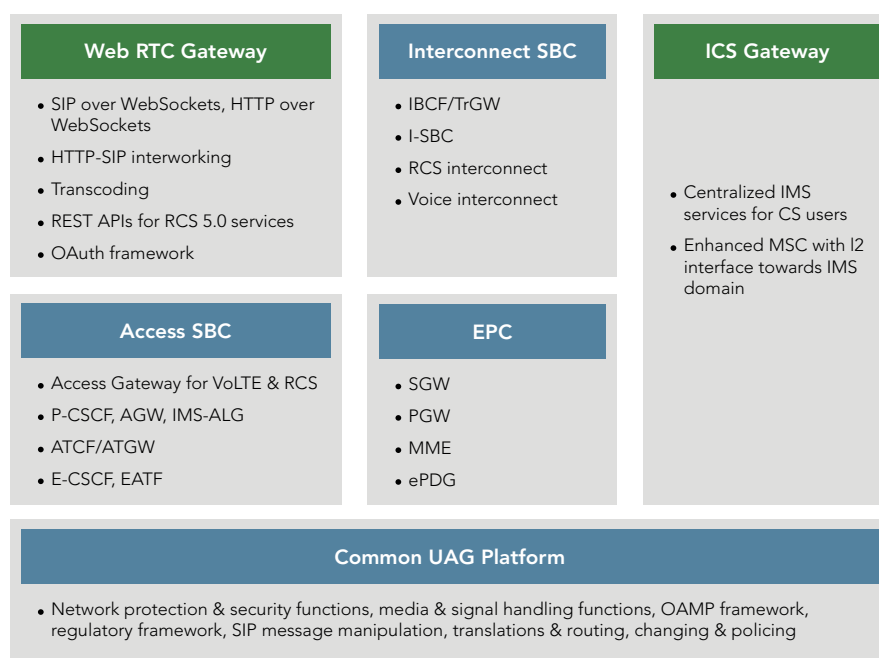 Web RTC Gateway
• SIP over WebSockets, HTTP over
WebSockets
• HTTP-SIP interworking
• Transcoding
• REST APIs for RCS 5.0 services
• OAuth framework
Interconnect SBC
• IBCF/TrGW
• I-SBC
• RCS interconnect
• Voice interconnect
ICS Gateway
• Centralized IMS
services for CS users
• Enhanced MSC with I2
interface towards IMS
domain
Access SBC
• Access Gateway for VoLTE & RCS
• P-CSCF, AGW, IMS-ALG
• ATCF/ATGW
• E-CSCF, EATF
EPC
• SGW
• PGW
• MME
• ePDG
Common UAG Platform
• Network protection & security functions, media & signal handling functions, OAMP framework,
regulatory framework, SIP message manipulation, translations & routing, changing & policing